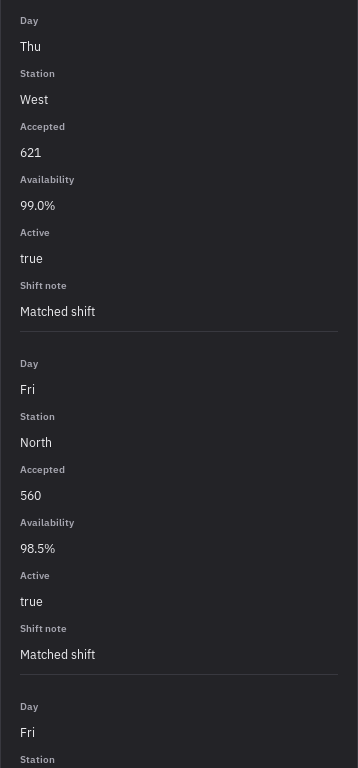 Day
Thu
Station
West
Accepted
621
Availability
99.0%
Active
true
Shift note
Matched shift
Day
Fri
Station
North
Accepted
560
Availability
98.5%
Active
true
Shift note
Matched shift
Day
Fri
Station